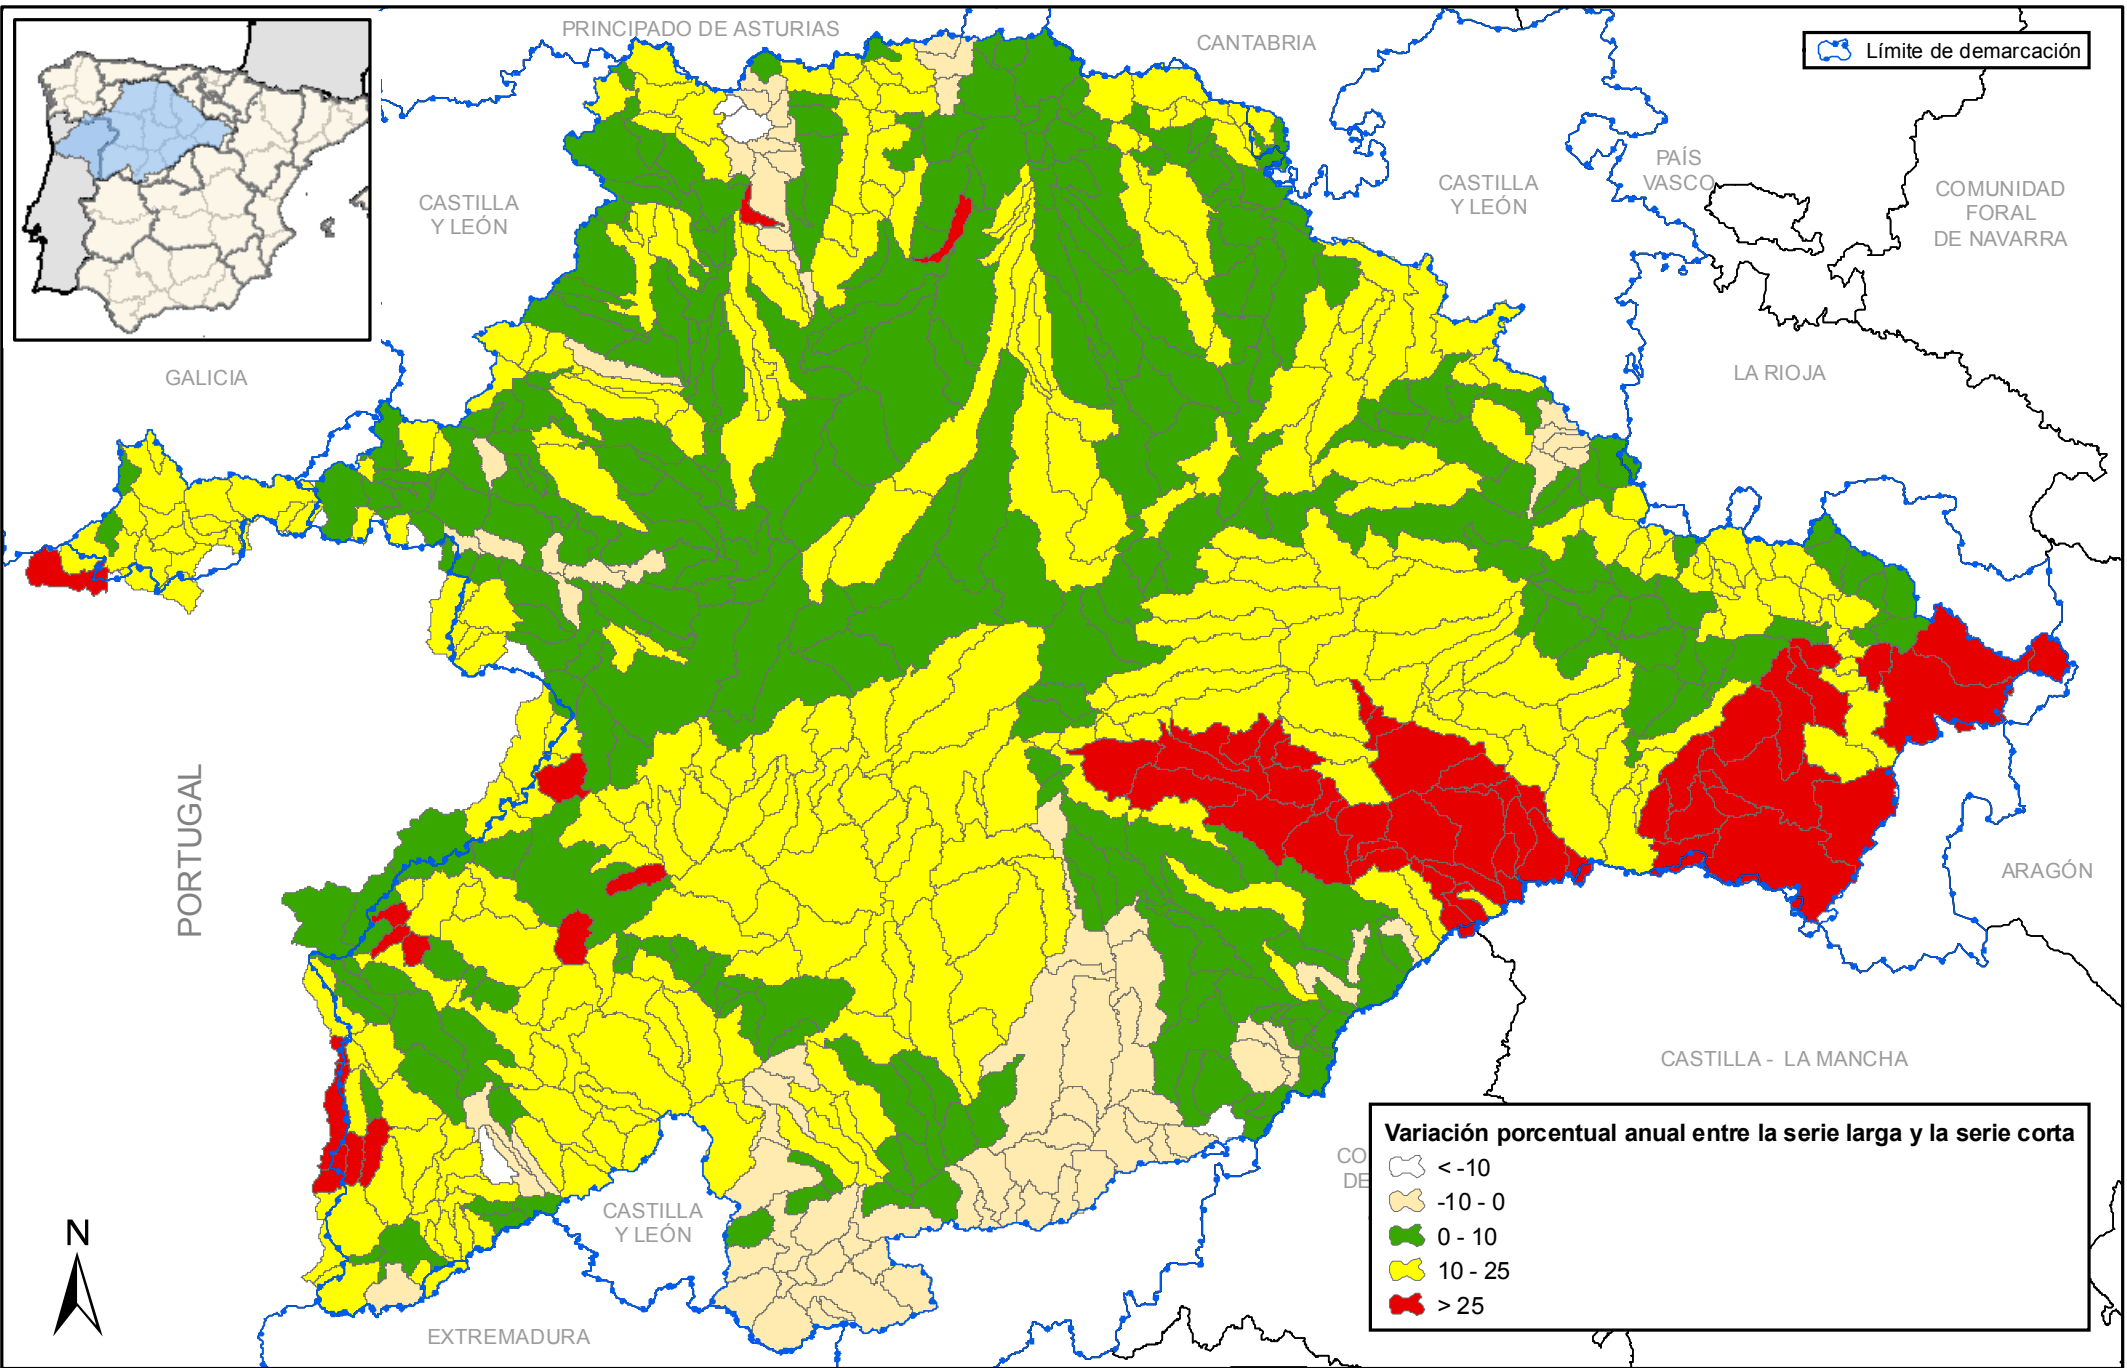 PRINCIPADO DE ASTURIAS
CANTABRIA
Límite de demarcación
CASTILLA
Y LEÓN
PAÍS
VASCO
CASTILLA
Y LEÓN
COMUNIDAD
FORAL
DE NAVARRA
GALICIA
LA RIOJA
PORTUGAL
ARAGÓN
CASTILLA - LA MANCHA
CASTILLA
Y LEÓN
CO
DE
EXTREMADURA
N
Variación porcentual anual entre la serie larga y la serie corta
< -10
-10 - 0
0 - 10
10 - 25
> 25